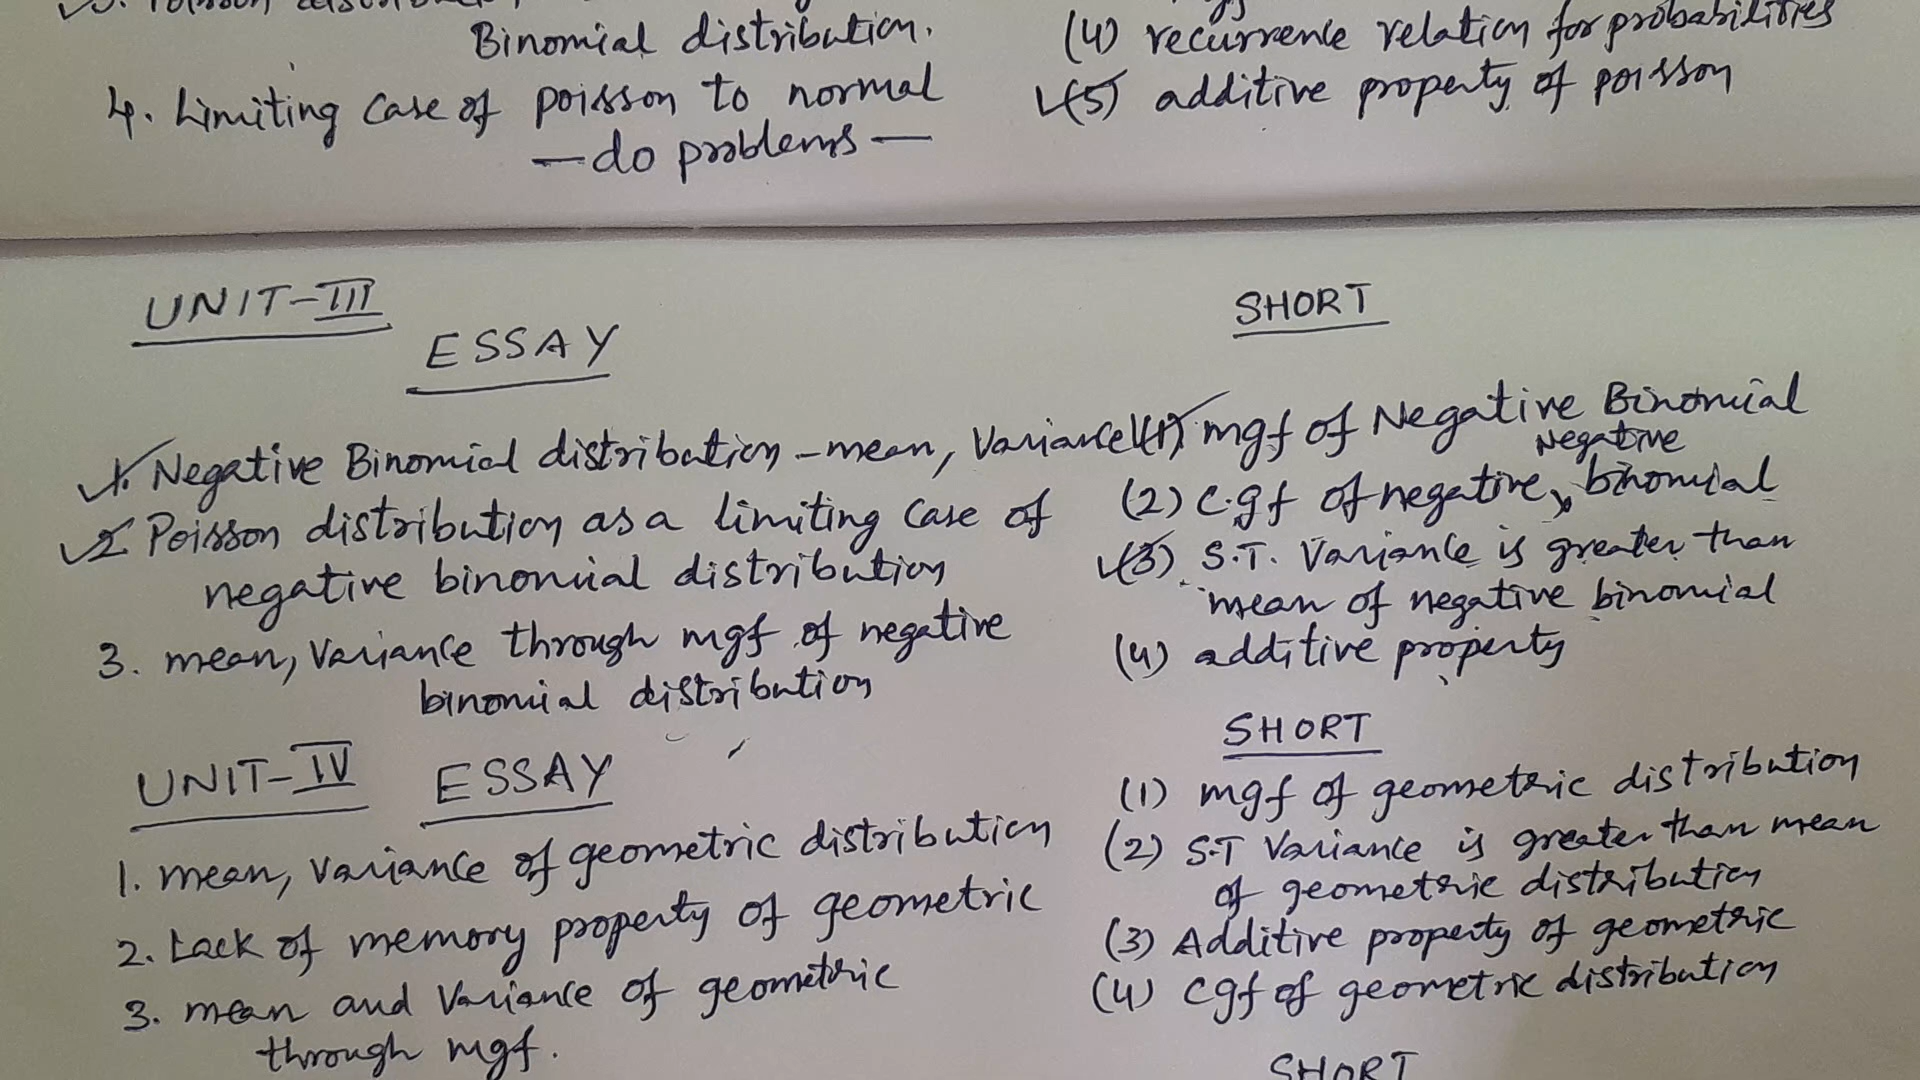 Binomial distribution.
4. Limiting case of poisson to normal
— do problems —
(4) recurrence relation for probabilities
(5) additive property of poisson
UNIT-III
ESSAY
1. Negative Binomial distribution - mean, Variance
2. Poisson distribution as a limiting case of
negative binomial distribution
3. mean, Variance through mgf of negative
binomial distribution
SHORT
(1) mgf of Negative Binomial
Negative
(2) c.gf of negative binomial
(3) S.T. Variance is greater than
mean of negative binomial
(4) additive property
UNIT-IV
ESSAY
1. mean, Variance of geometric distribution
2. Lack of memory property of geometric
3. mean and Variance of geometric
through mgf.
SHORT
(1) mgf of geometric distribution
(2) S.T Variance is greater than mean
of geometric distribution
(3) Additive property of geometric
(4) cgf of geometric distribution
SHORT